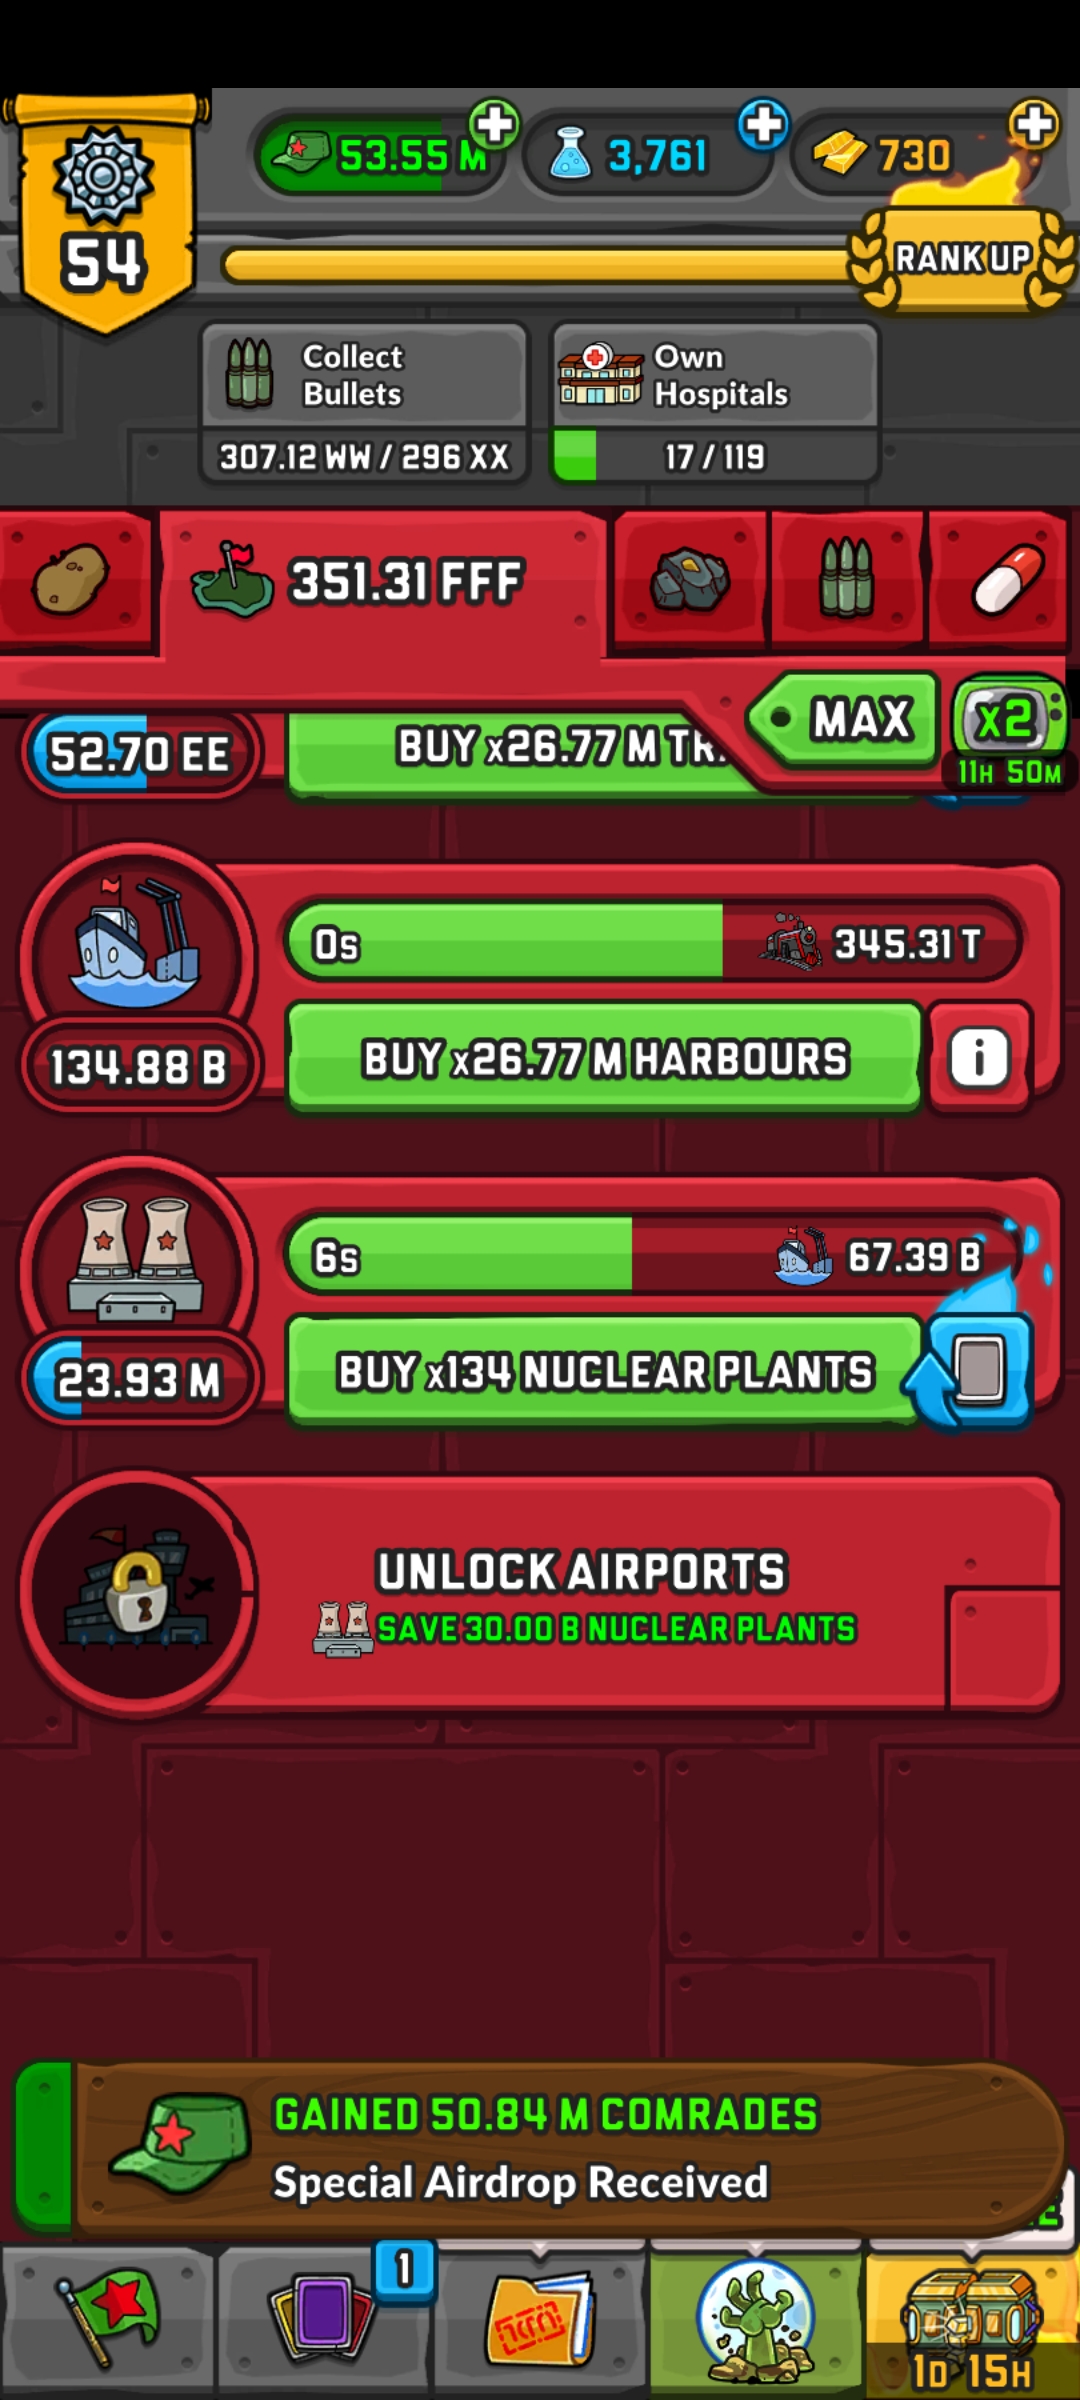 53.55 M
3,761
730
54
RANK UP
Collect
Bullets
Own
Hospitals
307.12 WW / 296 XX
17 / 119
351.31 FFF
MAX
x2
11H 50M
52.70 EE
BUY x26.77 M TR
0s
345.31 T
134.88 B
BUY x26.77 M HARBOURS
i
6s
67.39 B
23.93 M
BUY x134 NUCLEAR PLANTS
UNLOCK AIRPORTS
SAVE 30.00 B NUCLEAR PLANTS
GAINED 50.84 M COMRADES
Special Airdrop Received
1
1D 15H